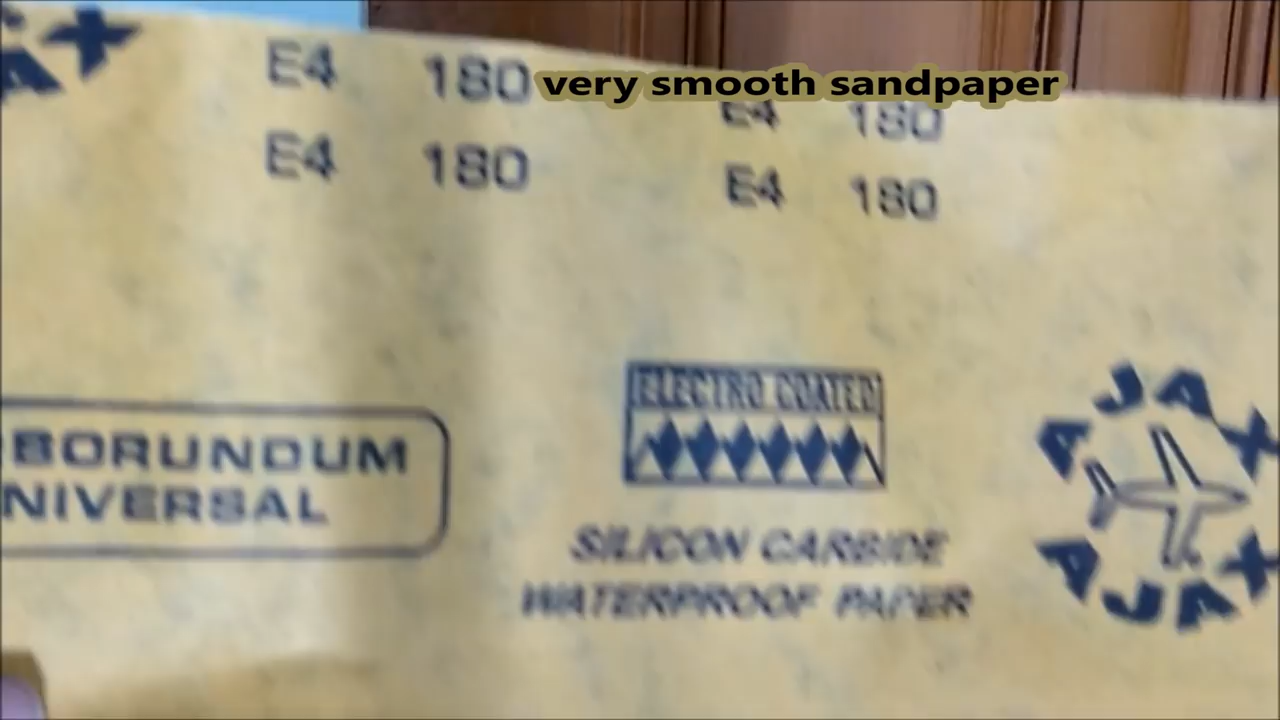 AX
E4 180
very smooth sandpaper
E4 180
E4 180
E4 180
BORUNDUM
NIVERSAL
ELECTRO COATED
SILICON CARBIDE
WATERPROOF PAPER
AJAX
AJAX